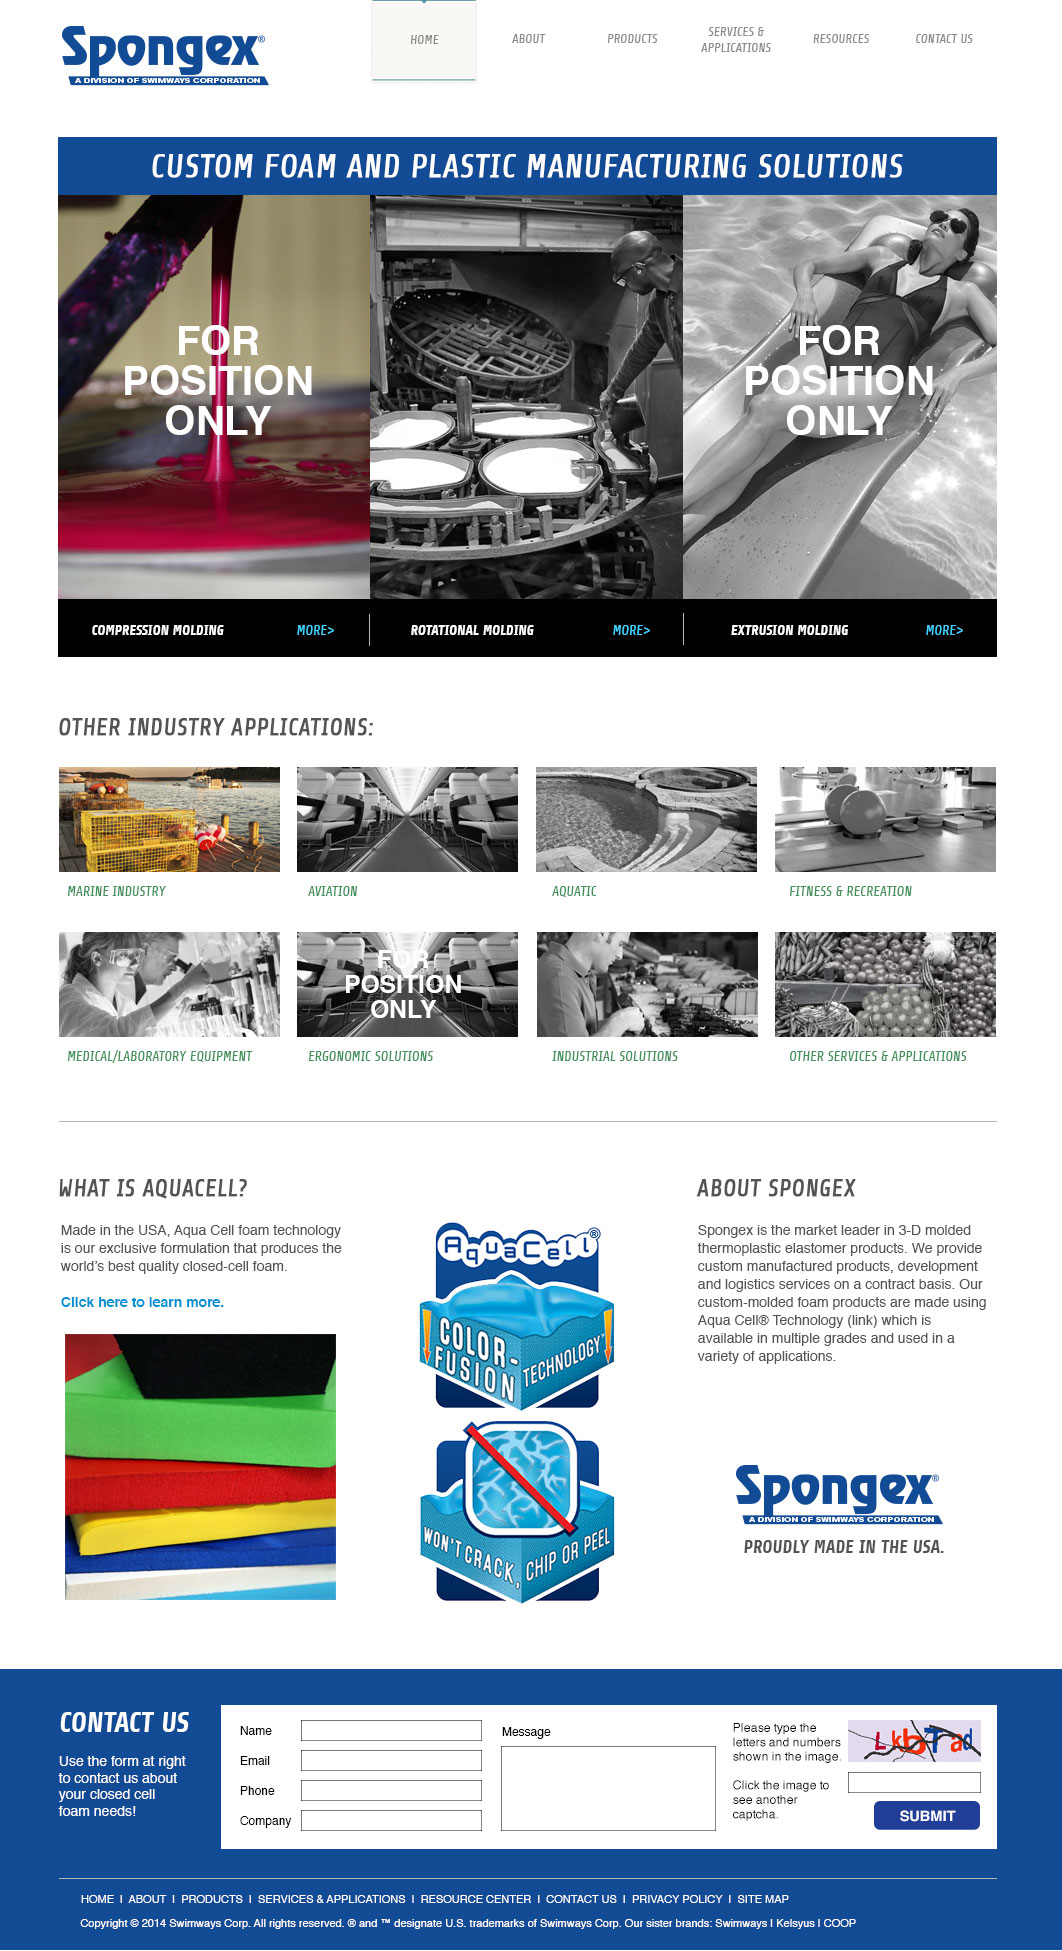 Spongex®
A DIVISION OF SWIMWAYS CORPORATION
HOME
ABOUT
PRODUCTS
SERVICES &
APPLICATIONS
RESOURCES
CONTACT US
CUSTOM FOAM AND PLASTIC MANUFACTURING SOLUTIONS
FOR
POSITION
ONLY
FOR
POSITION
ONLY
COMPRESSION MOLDING MORE>
ROTATIONAL MOLDING MORE>
EXTRUSION MOLDING MORE>
OTHER INDUSTRY APPLICATIONS:
MARINE INDUSTRY
AVIATION
AQUATIC
FITNESS & RECREATION
FOR
POSITION
ONLY
MEDICAL/LABORATORY EQUIPMENT
ERGONOMIC SOLUTIONS
INDUSTRIAL SOLUTIONS
OTHER SERVICES & APPLICATIONS
WHAT IS AQUACELL?
Made in the USA, Aqua Cell foam technology
is our exclusive formulation that produces the
world's best quality closed-cell foam.
Click here to learn more.
AquaCell®
COLOR-
FUSION
TECHNOLOGY™
WON'T CRACK, CHIP OR PEEL
ABOUT SPONGEX
Spongex is the market leader in 3-D molded
thermoplastic elastomer products. We provide
custom manufactured products, development
and logistics services on a contract basis. Our
custom-molded foam products are made using
Aqua Cell® Technology (link) which is
available in multiple grades and used in a
variety of applications.
Spongex®
A DIVISION OF SWIMWAYS CORPORATION
PROUDLY MADE IN THE USA.
CONTACT US
Use the form at right
to contact us about
your closed cell
foam needs!
Name
Email
Phone
Company
Message
Please type the
letters and numbers
shown in the image.
Click the image to
see another
captcha.
LkbTad
SUBMIT
HOME | ABOUT | PRODUCTS | SERVICES & APPLICATIONS | RESOURCE CENTER | CONTACT US | PRIVACY POLICY | SITE MAP
Copyright © 2014 Swimways Corp. All rights reserved. ® and ™ designate U.S. trademarks of Swimways Corp. Our sister brands: Swimways | Kelsyus | COOP